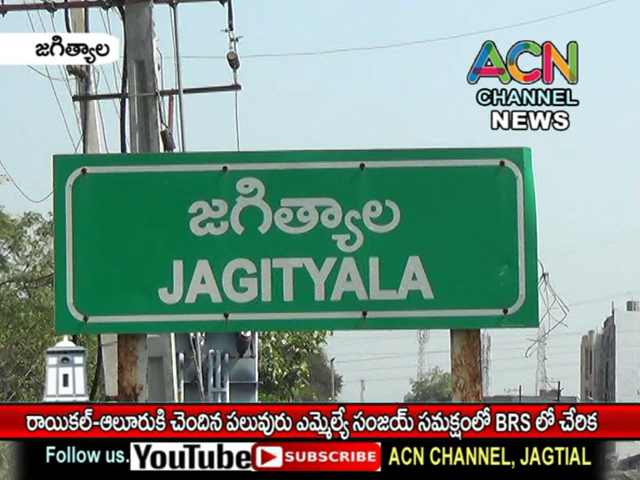 జగిత్యాల
ACN
CHANNEL
NEWS
జగిత్యాల
JAGITYALA
రాయికల్-ఆలూరుకి చెందిన పలువురు ఎమ్మెల్యే సంజయ్ సమక్షంలో BRS లో చేరిక
Follow us. YouTube SUBSCRIBE ACN CHANNEL, JAGTIAL